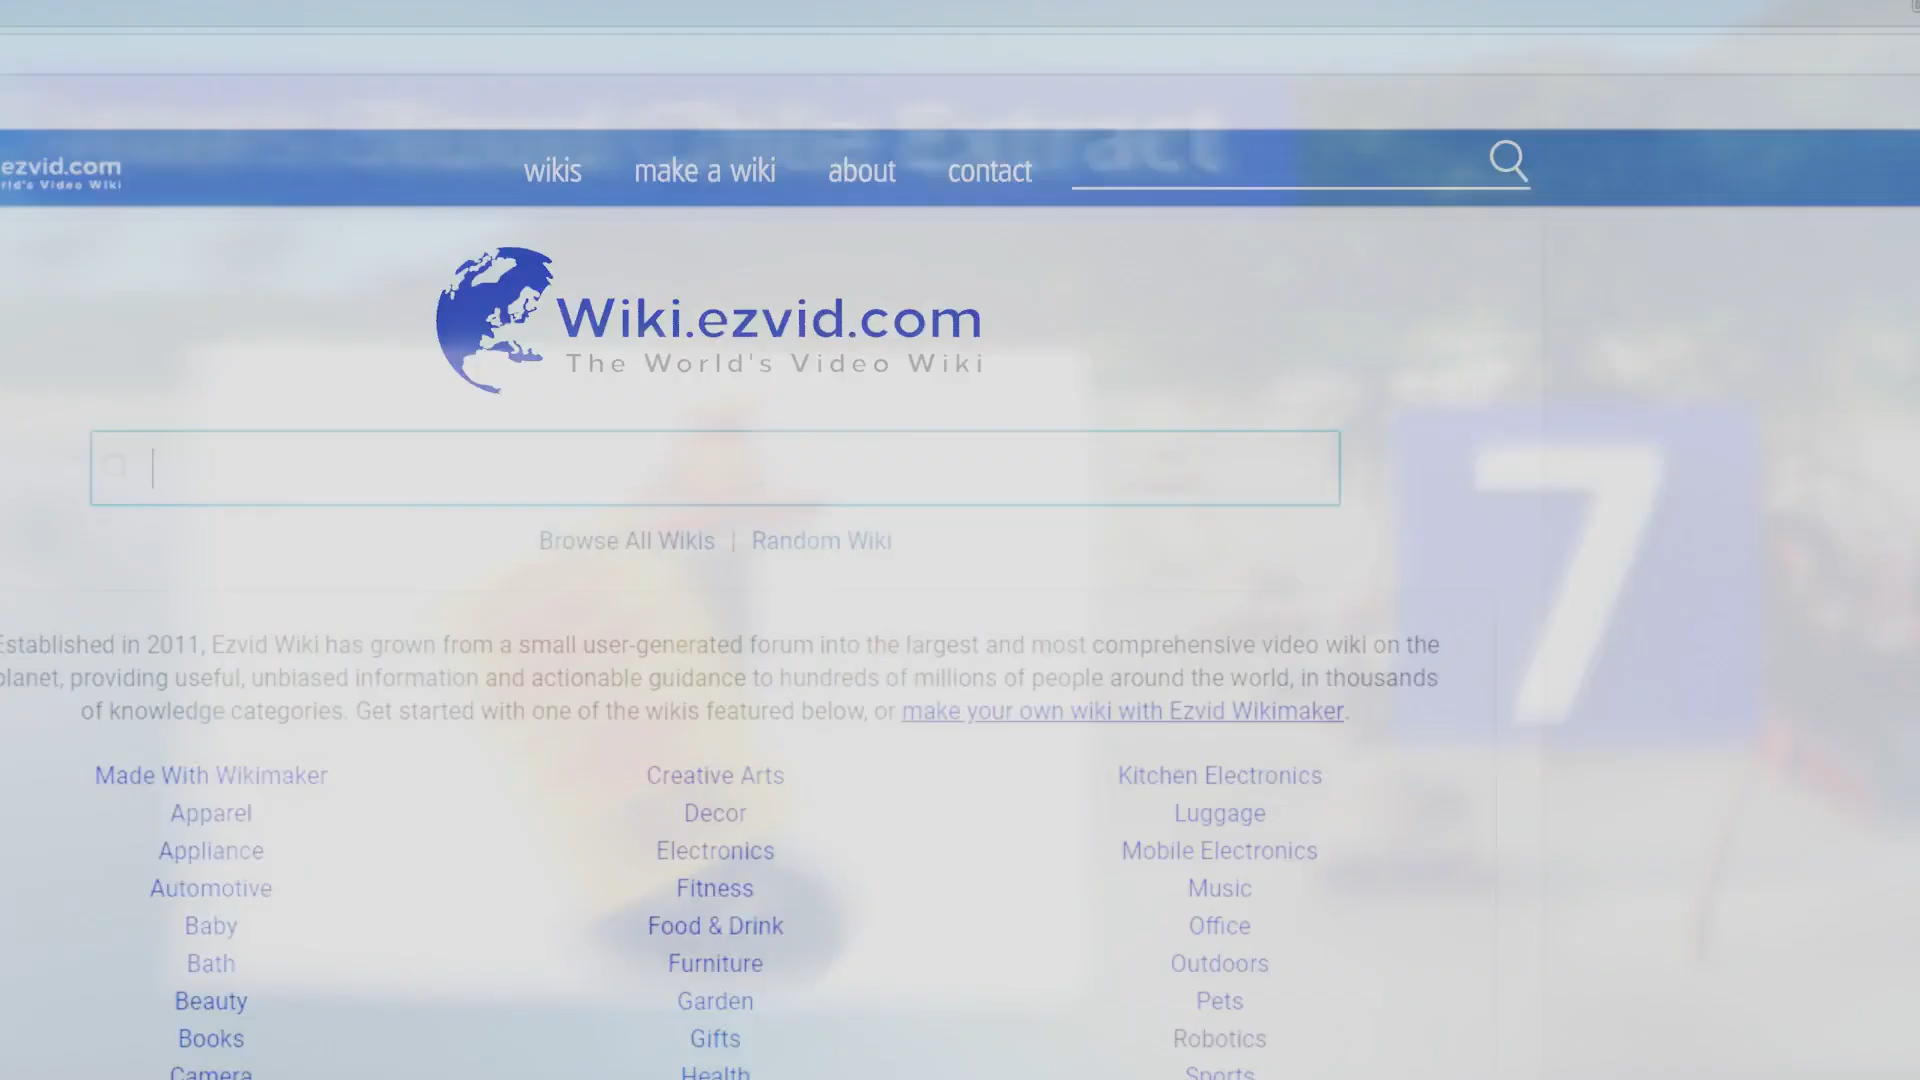 ezvid.com
wikis make a wiki about contact
Wiki.ezvid.com
The World's Video Wiki
Browse All Wikis | Random Wiki
Established in 2011, Ezvid Wiki has grown from a small user-generated forum into the largest and most comprehensive video wiki on the
planet, providing useful, unbiased information and actionable guidance to hundreds of millions of people around the world, in thousands
of knowledge categories. Get started with one of the wikis featured below, or make your own wiki with Ezvid Wikimaker.
Made With Wikimaker Creative Arts Kitchen Electronics
Apparel Decor Luggage
Appliance Electronics Mobile Electronics
Automotive Fitness Music
Baby Food & Drink Office
Bath Furniture Outdoors
Beauty Garden Pets
Books Gifts Robotics
Camera Health Sports
Extract
7